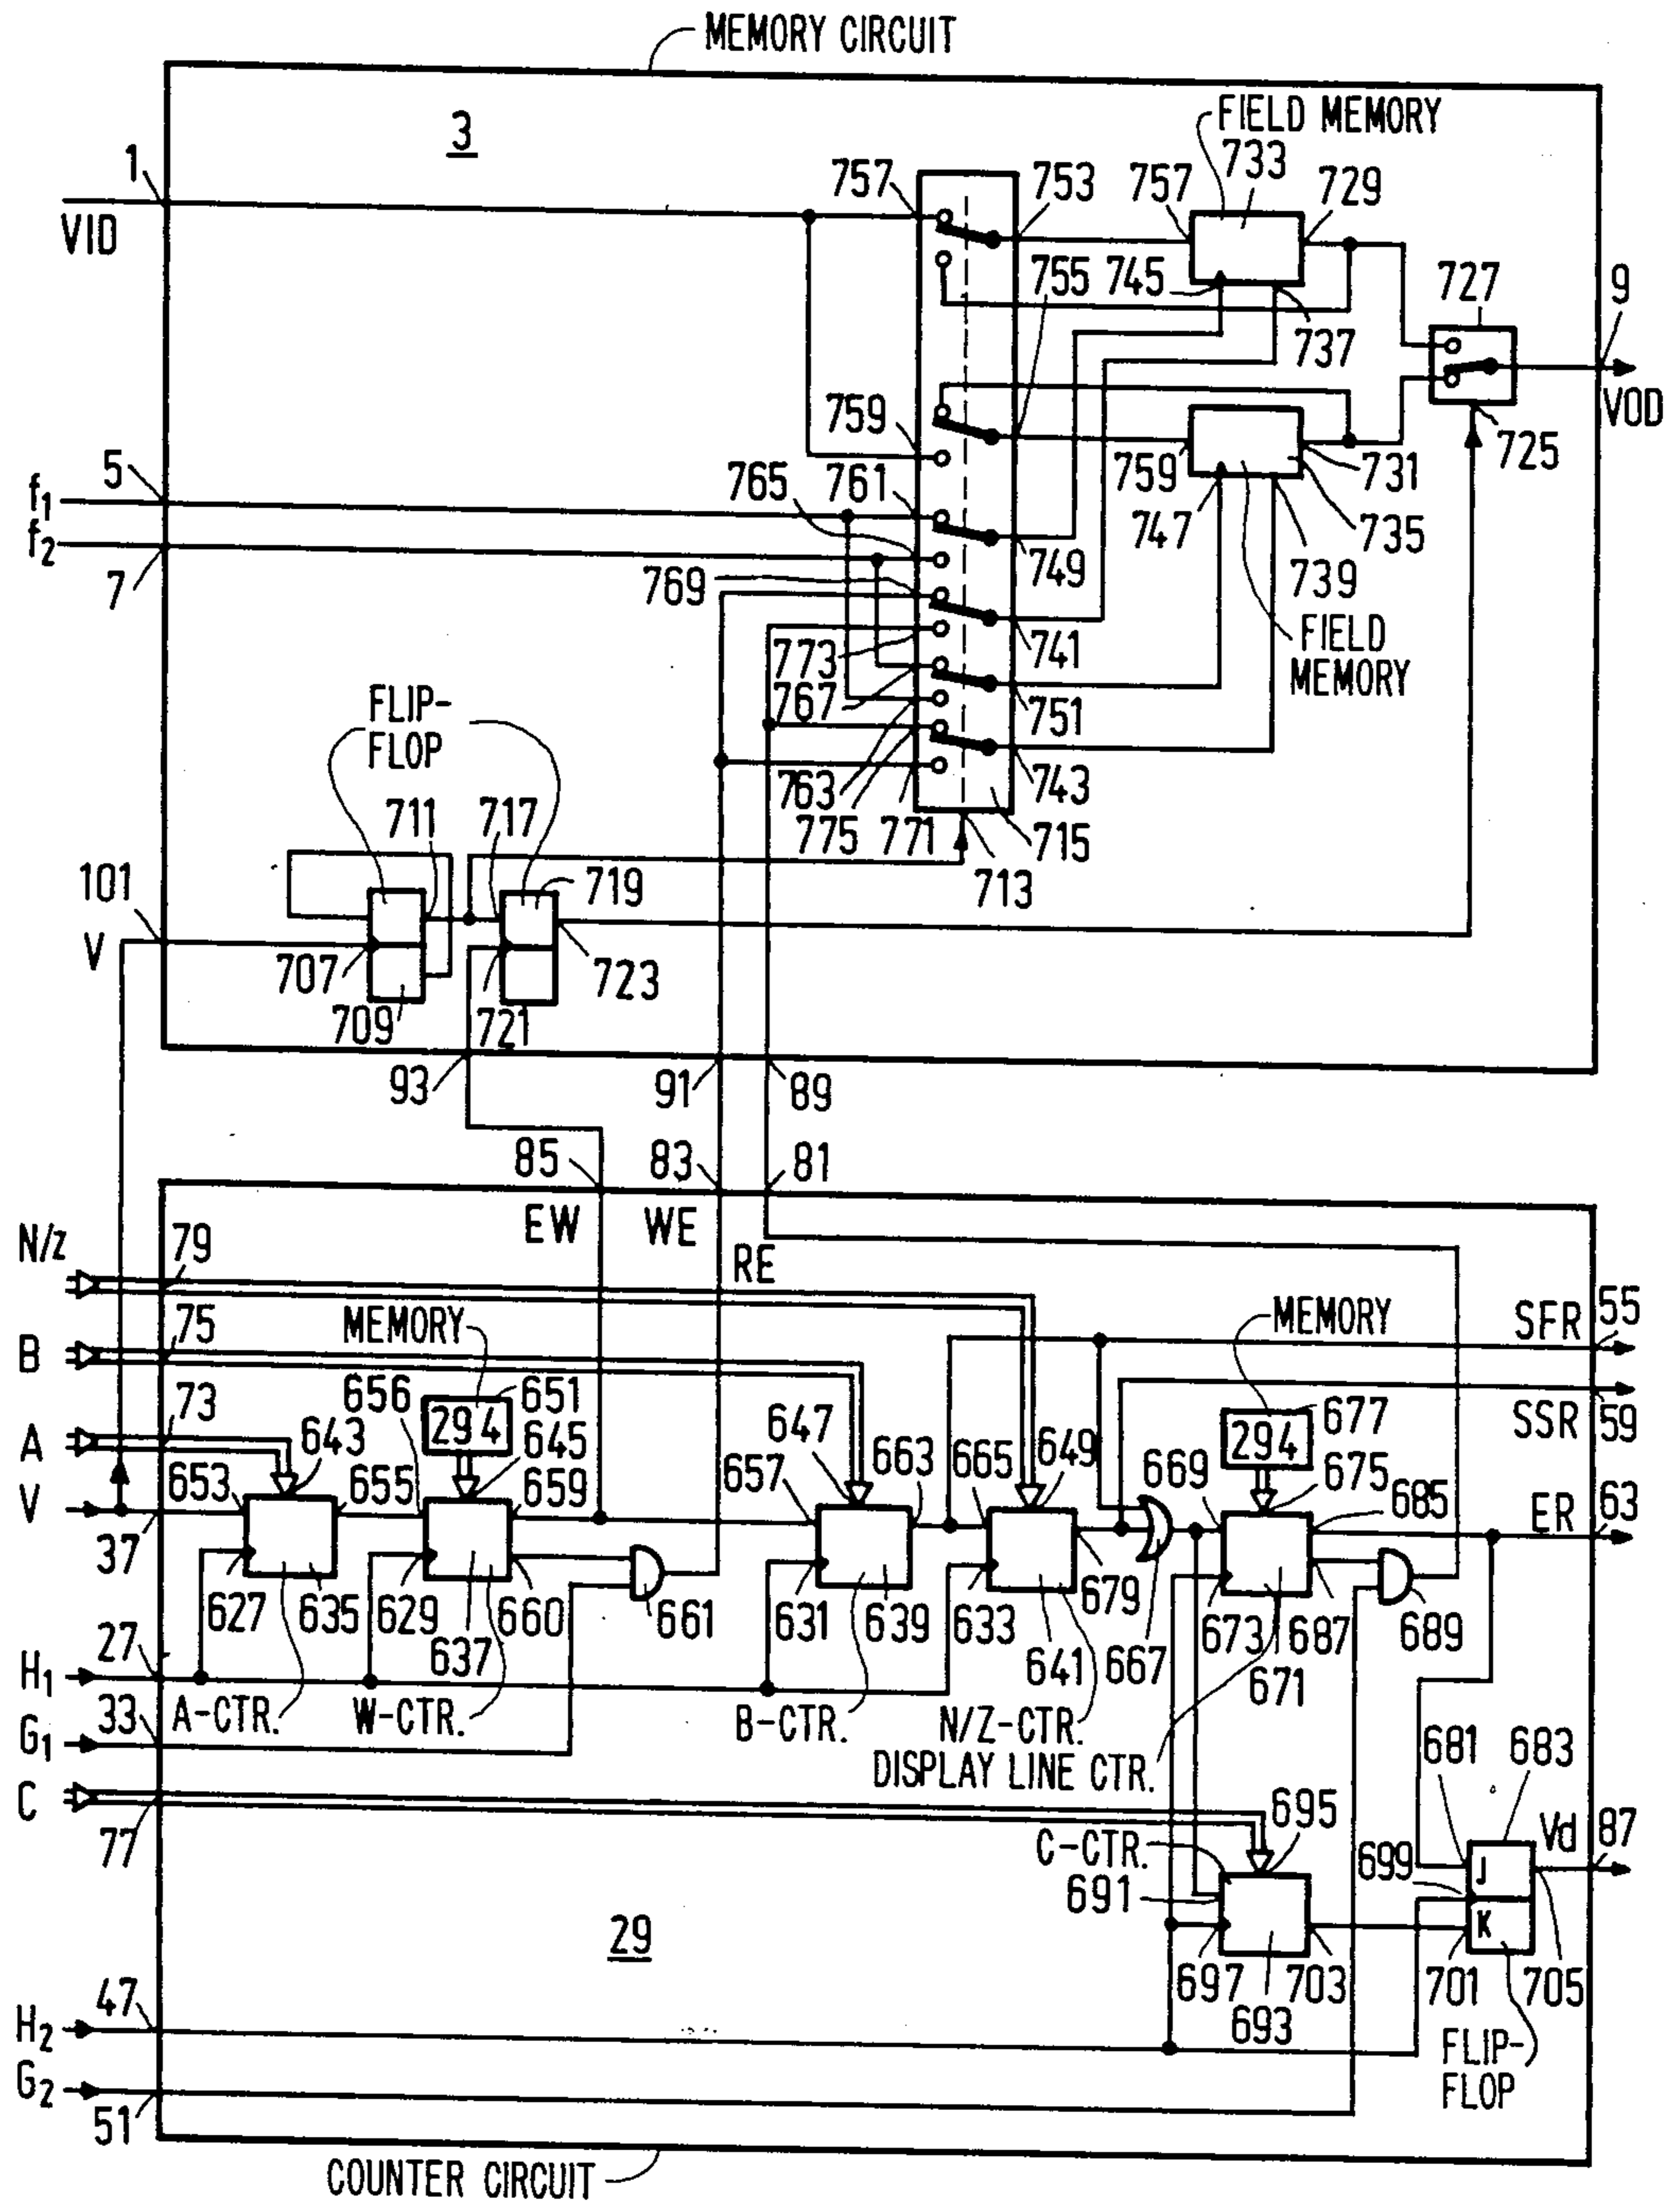 MEMORY CIRCUIT
3
FIELD MEMORY
733
1
VID
757
753
757
729
745
737
755
727
9
VOD
725
759
759
731
735
747
739
FIELD
MEMORY
5
f1
f2
7
765
761
749
769
741
773
767
751
763
743
775
771
715
713
FLIP-
FLOP
711
717
719
101
V
707
709
721
723
93
91
89
85
83
81
EW
WE
RE
N/z
79
MEMORY
MEMORY
SFR
55
B
75
656
651
294
645
647
663
665
649
677
294
675
SSR
59
A
73
643
653
655
659
657
669
685
ER
63
V
37
627
635
629
637
660
661
631
639
633
641
679
667
673
687
671
689
H1
27
A-CTR.
W-CTR.
B-CTR.
N/Z-CTR.
DISPLAY LINE CTR.
33
G1
681
683
C
77
695
C-CTR.
691
699
J
K
Vd
87
29
697
703
693
701
705
FLIP-
FLOP
47
H2
G2
51
COUNTER CIRCUIT